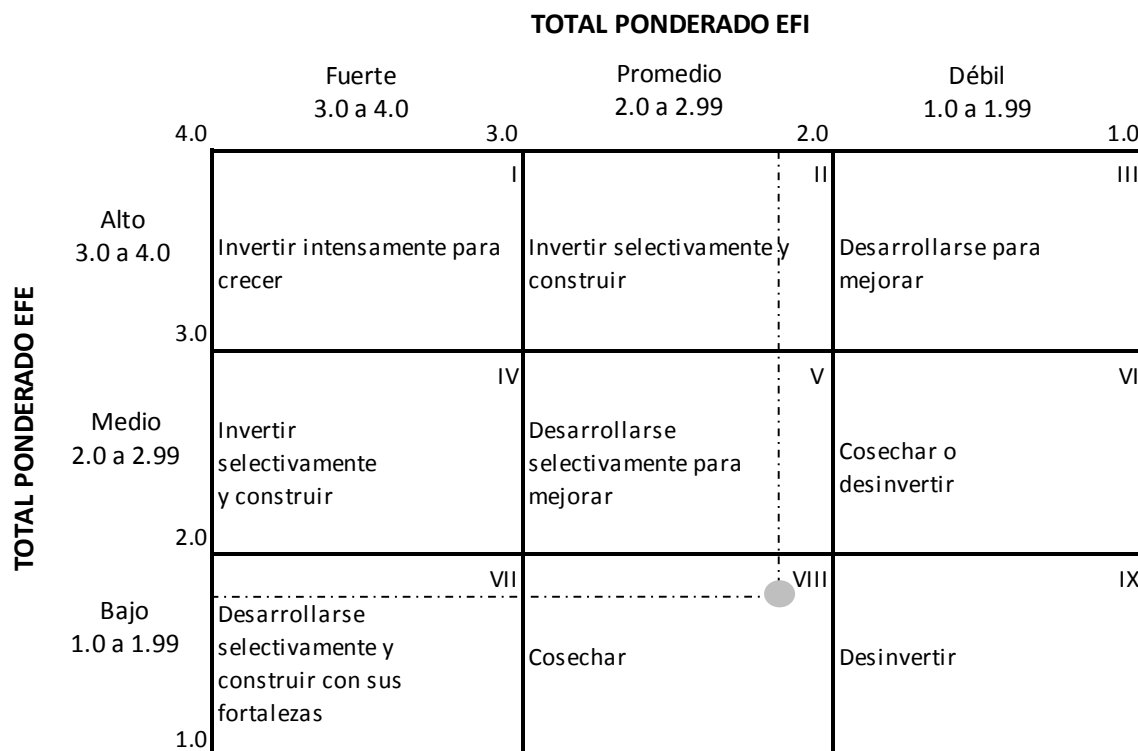 TOTAL PONDERADO EFI
Fuerte
3.0 a 4.0
Promedio
2.0 a 2.99
Débil
1.0 a 1.99
4.0
3.0
2.0
1.0
TOTAL PONDERADO EFE
Alto
3.0 a 4.0
I
Invertir intensamente para
crecer
II
Invertir selectivamente y
construir
III
Desarrollarse para
mejorar
3.0
Medio
2.0 a 2.99
IV
Invertir
selectivamente
y construir
V
Desarrollarse
selectivamente para
mejorar
VI
Cosechar o
desinvertir
2.0
Bajo
1.0 a 1.99
VII
Desarrollarse
selectivamente y
construir con sus
fortalezas
VIII
Cosechar
IX
Desinvertir
1.0